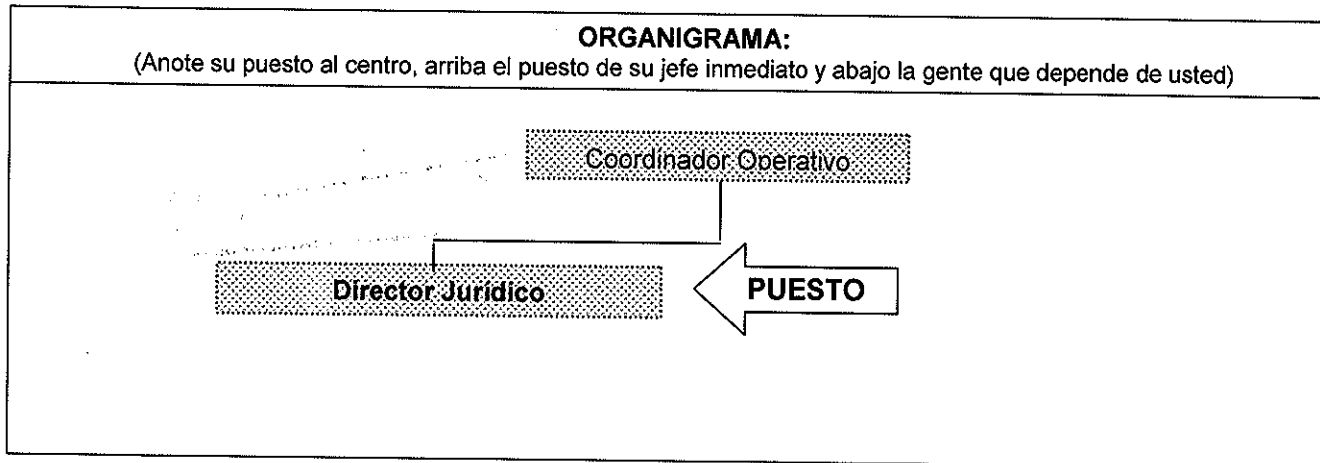 ORGANIGRAMA:
(Anote su puesto al centro, arriba el puesto de su jefe inmediato y abajo la gente que depende de usted)
Coordinador Operativo
Director Jurídico
PUESTO